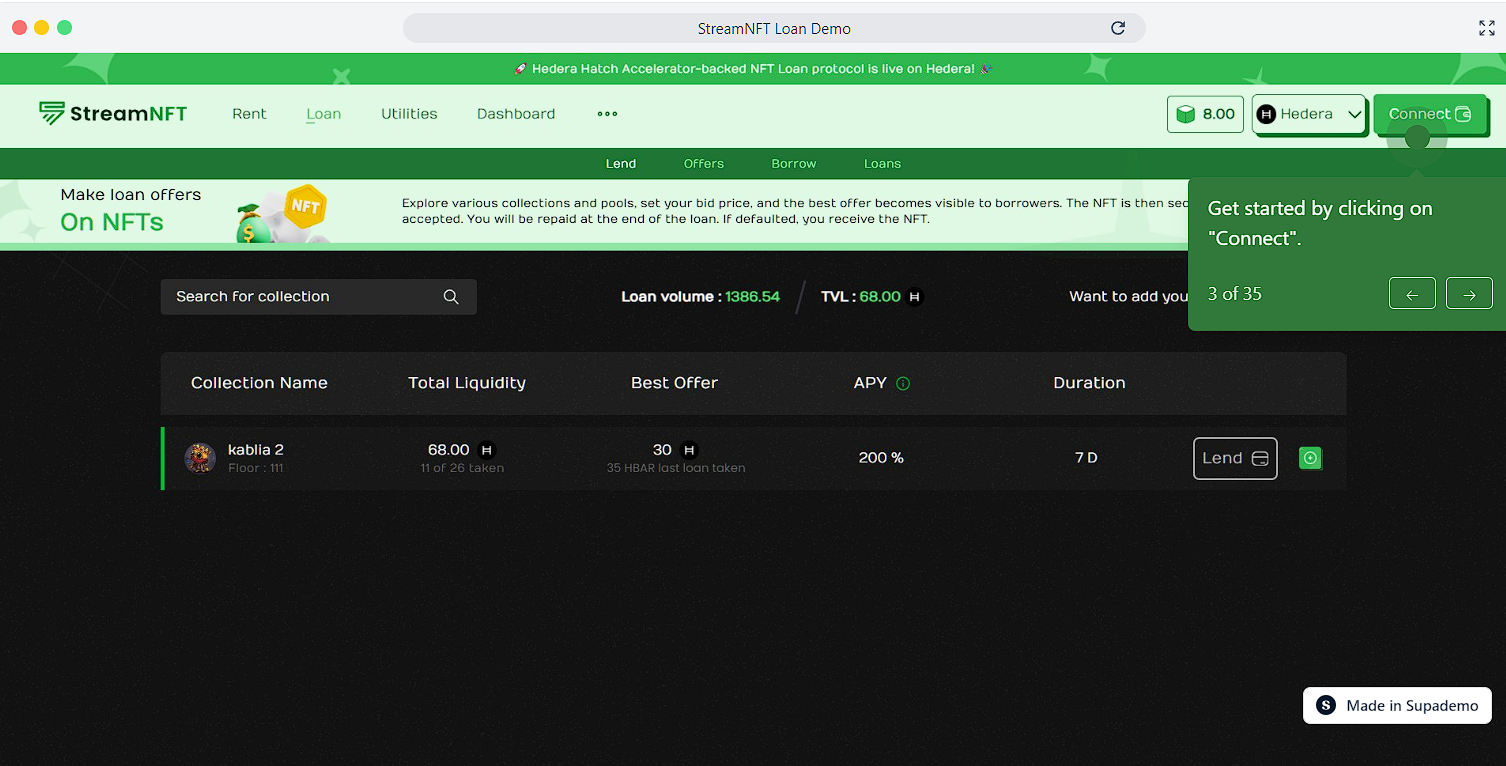 StreamNFT Loan Demo
🚀 Hedera Hatch Accelerator-backed NFT Loan protocol is live on Hedera! 🎉
StreamNFT Rent Loan Utilities Dashboard ••• 8.00 H Hedera Connect
Lend Offers Borrow Loans
Make loan offers
On NFTs
NFT
$
Explore various collections and pools, set your bid price, and the best offer becomes visible to borrowers. The NFT is then sec
accepted. You will be repaid at the end of the loan. If defaulted, you receive the NFT.
Get started by clicking on
"Connect".
3 of 35 ← →
Search for collection Loan volume : 1386.54 / TVL : 68.00 H Want to add you
Collection Name Total Liquidity Best Offer APY Duration
kablia 2 68.00 H 30 H 200 % 7 D Lend
Floor : 111 11 of 26 taken 35 HBAR last loan taken
S Made in Supademo